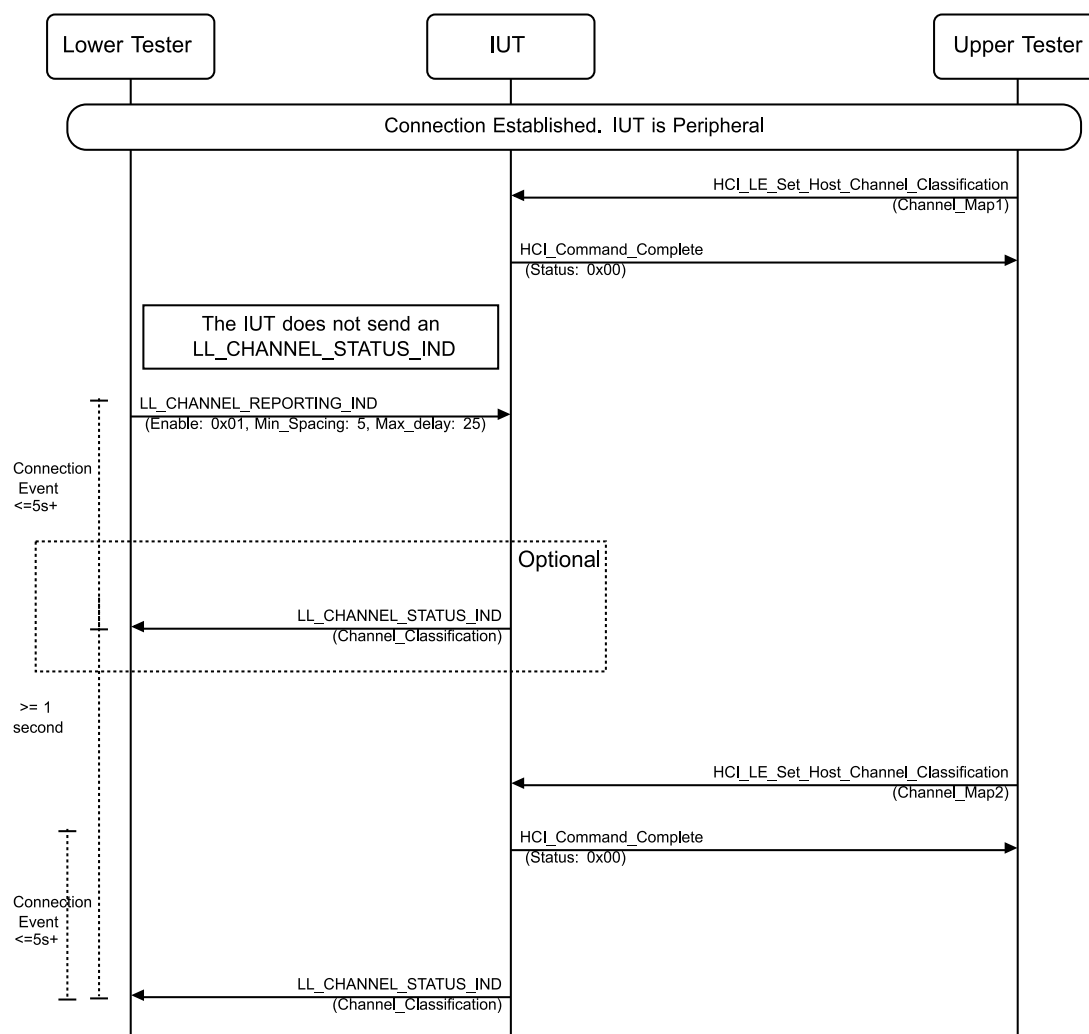 Lower Tester
IUT
Upper Tester
Connection Established. IUT is Peripheral
HCI_LE_Set_Host_Channel_Classification
(Channel_Map1)
HCI_Command_Complete
(Status: 0x00)
The IUT does not send an
LL_CHANNEL_STATUS_IND
LL_CHANNEL_REPORTING_IND
(Enable: 0x01, Min_Spacing: 5, Max_delay: 25)
Connection
Event
<=5s+
Optional
LL_CHANNEL_STATUS_IND
(Channel_Classification)
>= 1
second
HCI_LE_Set_Host_Channel_Classification
(Channel_Map2)
HCI_Command_Complete
(Status: 0x00)
Connection
Event
<=5s+
LL_CHANNEL_STATUS_IND
(Channel_Classification)